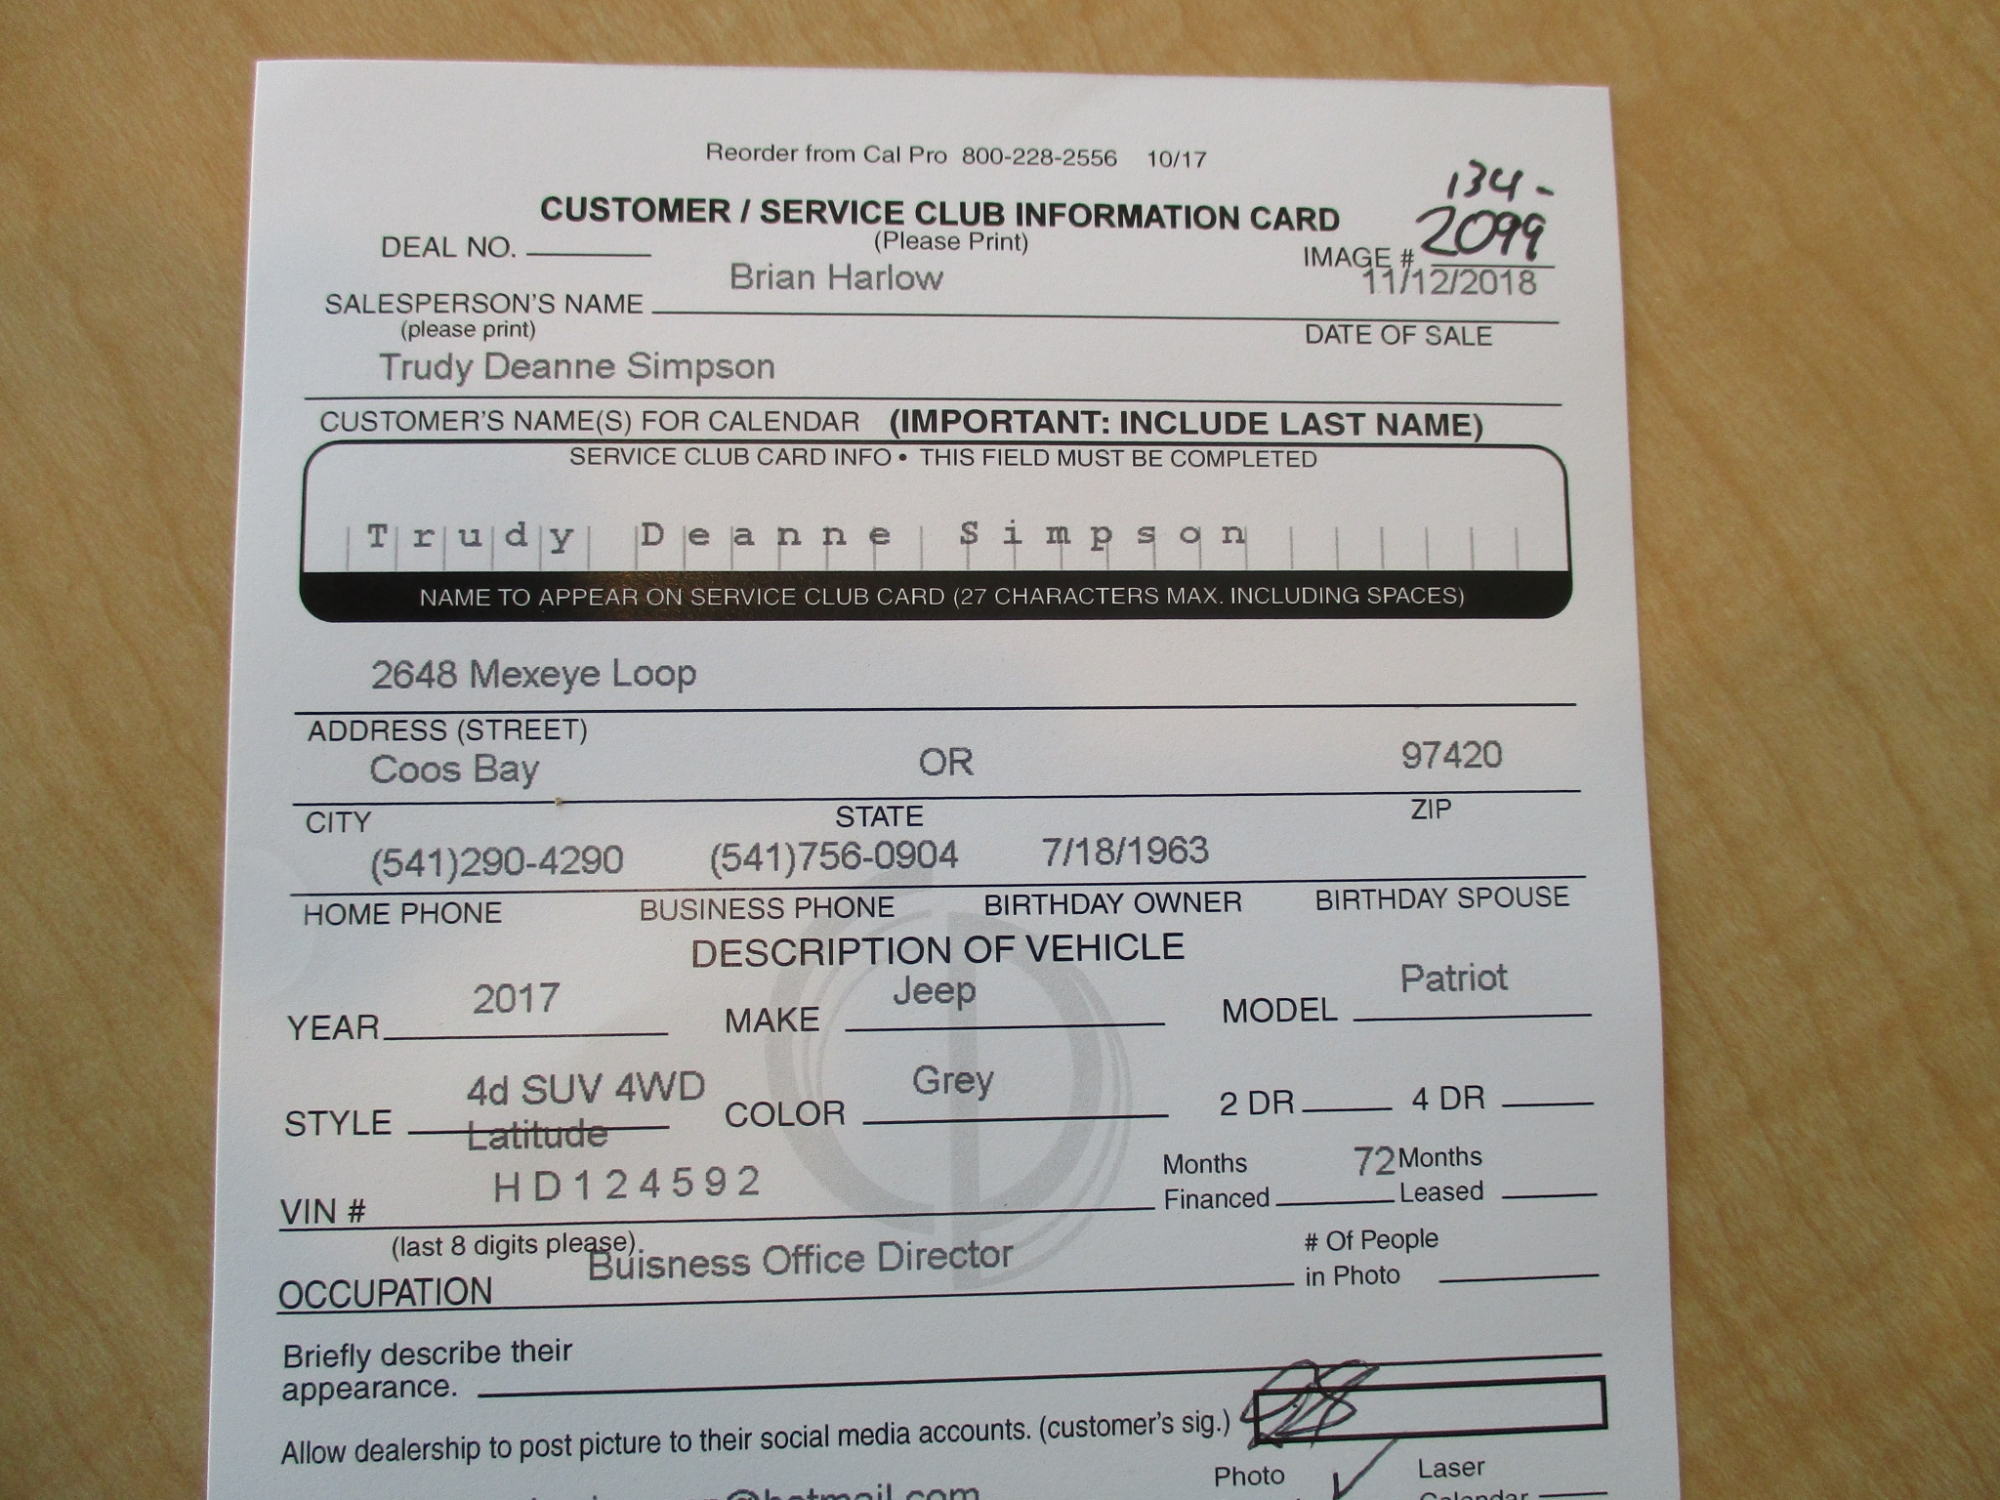 Reorder from Cal Pro 800-228-2556 10/17
134-
CUSTOMER / SERVICE CLUB INFORMATION CARD
2099
DEAL NO. (Please Print) IMAGE #
Brian Harlow 11/12/2018
SALESPERSON'S NAME
(please print) DATE OF SALE
Trudy Deanne Simpson
CUSTOMER'S NAME(S) FOR CALENDAR (IMPORTANT: INCLUDE LAST NAME)
SERVICE CLUB CARD INFO • THIS FIELD MUST BE COMPLETED
Trudy Deanne Simpson
NAME TO APPEAR ON SERVICE CLUB CARD (27 CHARACTERS MAX. INCLUDING SPACES)
2648 Mexeye Loop
ADDRESS (STREET)
Coos Bay OR 97420
CITY STATE ZIP
(541)290-4290 (541)756-0904 7/18/1963
HOME PHONE BUSINESS PHONE BIRTHDAY OWNER BIRTHDAY SPOUSE
DESCRIPTION OF VEHICLE
2017 Jeep Patriot
YEAR MAKE MODEL
4d SUV 4WD Grey
STYLE COLOR 2 DR 4 DR
Latitude
HD124592 Months 72 Months
VIN # Financed Leased
(last 8 digits please) # Of People
Buisness Office Director
OCCUPATION in Photo
Briefly describe their
appearance.
Allow dealership to post picture to their social media accounts. (customer's sig.)
Photo Laser
@hotmail.com Calendar